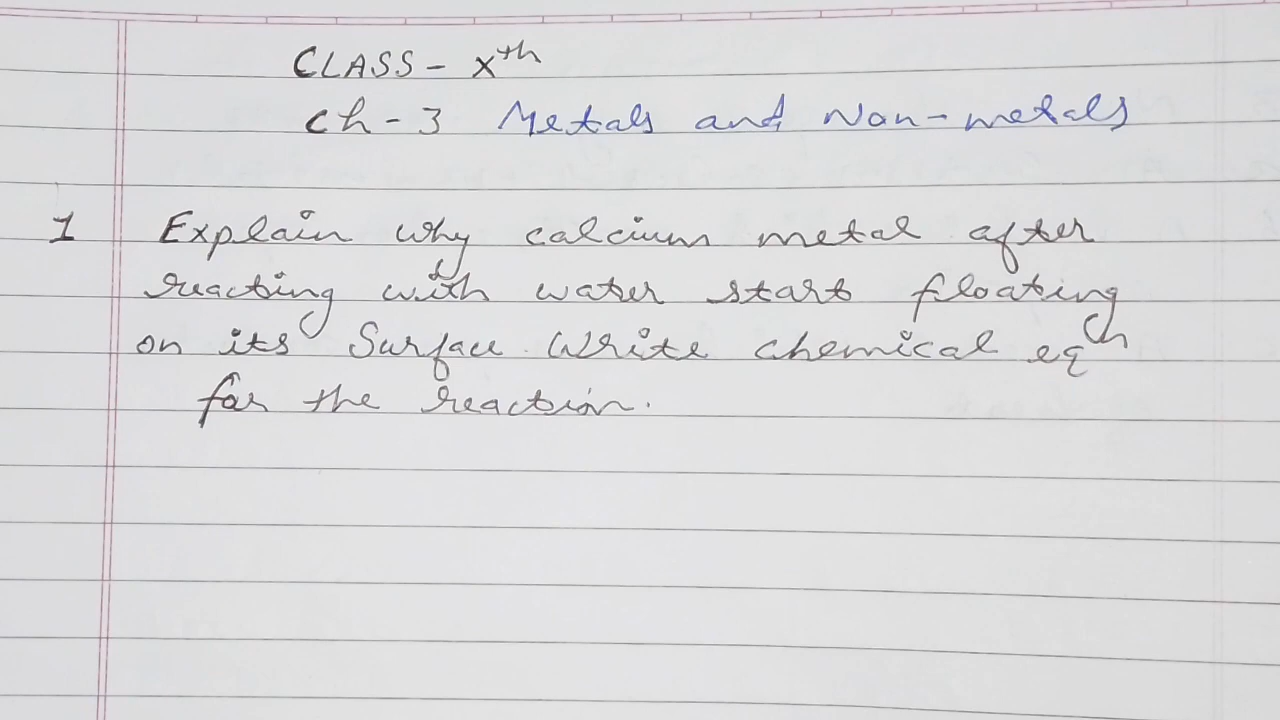 CLASS - Xth
Ch-3 Metals and Non-metals
1 Explain why calcium metal after
reacting with water start floating
on its Surface. Write chemical eqn
for the reaction.